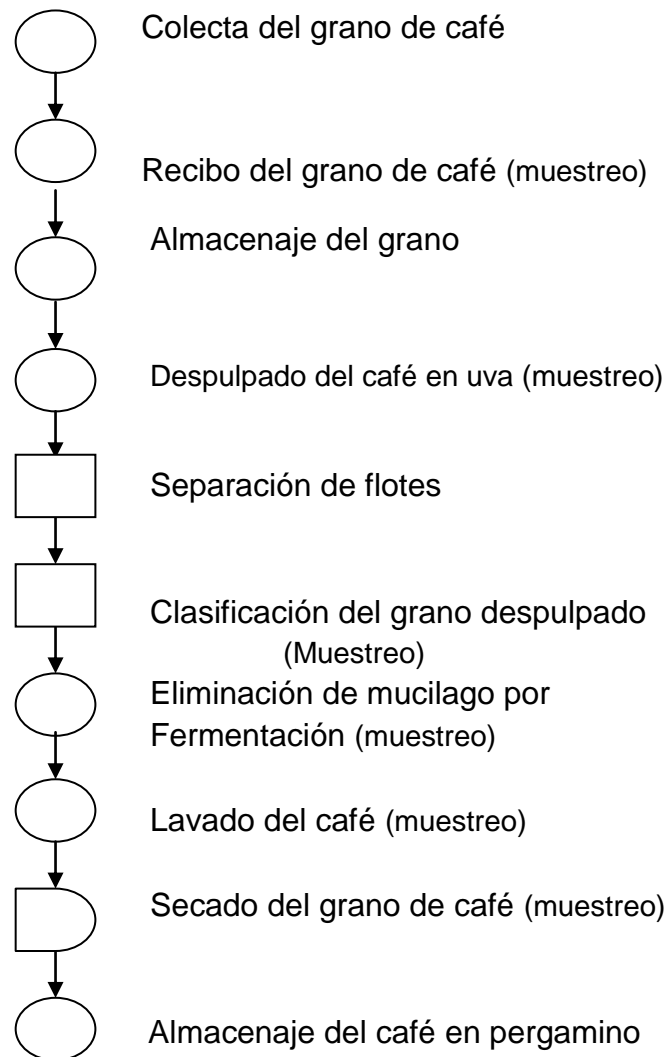 Colecta del grano de café
Recibo del grano de café (muestreo)
Almacenaje del grano
Despulpado del café en uva (muestreo)
Separación de flotes
Clasificación del grano despulpado
(Muestreo)
Eliminación de mucilago por
Fermentación (muestreo)
Lavado del café (muestreo)
Secado del grano de café (muestreo)
Almacenaje del café en pergamino